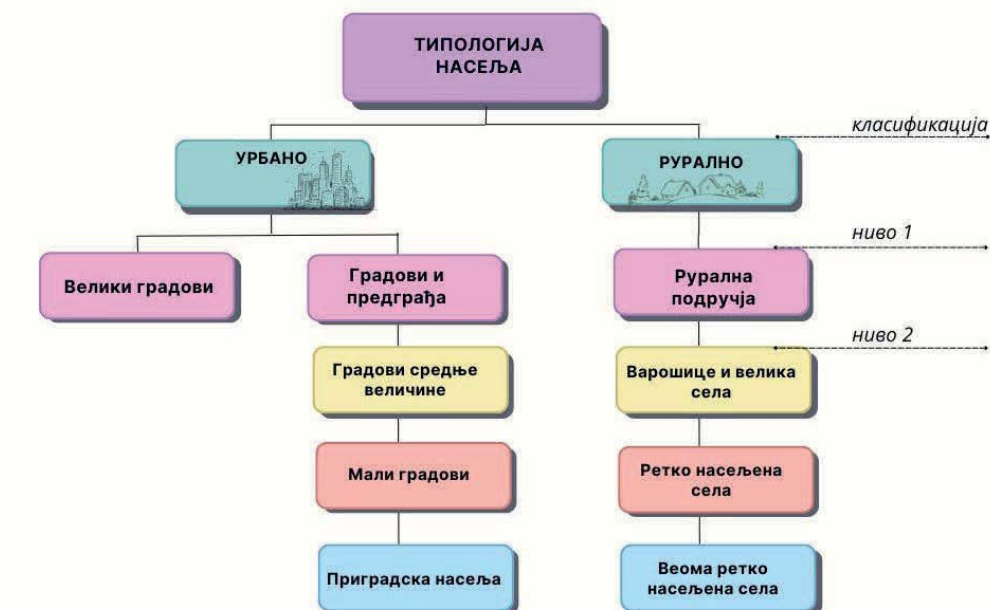 ТИПОЛОГИЈА
НАСЕЉА
класификација
УРБАНО
РУРАЛНО
ниво 1
Велики градови
Градови и
предграђа
Рурална
подручја
ниво 2
Градови средње
величине
Варошице и велика
села
Мали градови
Ретко насељена
села
Приградска насеља
Веома ретко
насељена села